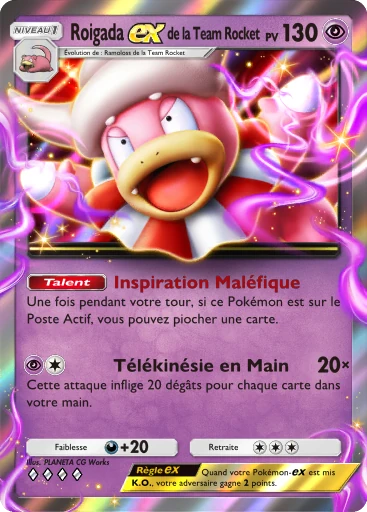 NIVEAU 1
Roigada ex de la Team Rocket PV 130
Évolution de : Ramoloss de la Team Rocket
Talent Inspiration Maléfique
Une fois pendant votre tour, si ce Pokémon est sur le
Poste Actif, vous pouvez piocher une carte.
Télékinésie en Main 20×
Cette attaque inflige 20 dégâts pour chaque carte dans
votre main.
Faiblesse +20 Retraite
Illus. PLANETA CG Works
Règle ex Quand votre Pokémon-ex est mis
K.O., votre adversaire gagne 2 points.